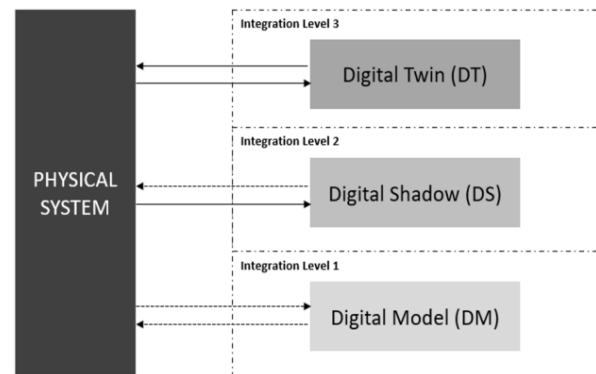 Integration Level 3
Digital Twin (DT)
Integration Level 2
PHYSICAL
SYSTEM
Digital Shadow (DS)
Integration Level 1
Digital Model (DM)